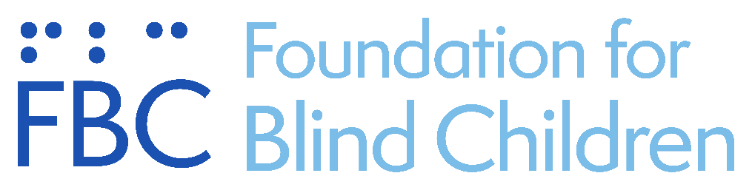 ⠋⠃⠉
FBC
Foundation for
Blind Children